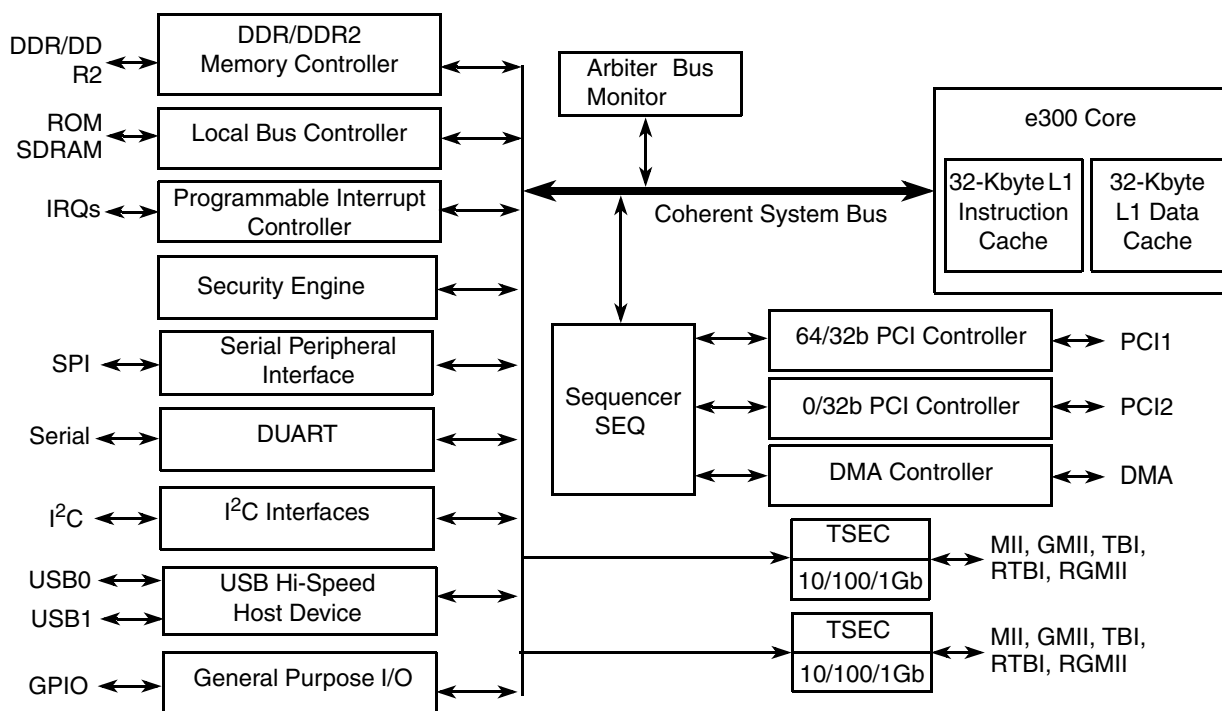 DDR/DD
R2
DDR/DDR2
Memory Controller
ROM
SDRAM
Local Bus Controller
IRQs
Programmable Interrupt
Controller
Security Engine
SPI
Serial Peripheral
Interface
Serial
DUART
I²C
I²C Interfaces
USB0
USB1
USB Hi-Speed
Host Device
GPIO
General Purpose I/O
Arbiter Bus
Monitor
Coherent System Bus
e300 Core
32-Kbyte L1
Instruction
Cache
32-Kbyte
L1 Data
Cache
Sequencer
SEQ
64/32b PCI Controller
PCI1
0/32b PCI Controller
PCI2
DMA Controller
DMA
TSEC
10/100/1Gb
MII, GMII, TBI,
RTBI, RGMII
TSEC
10/100/1Gb
MII, GMII, TBI,
RTBI, RGMII